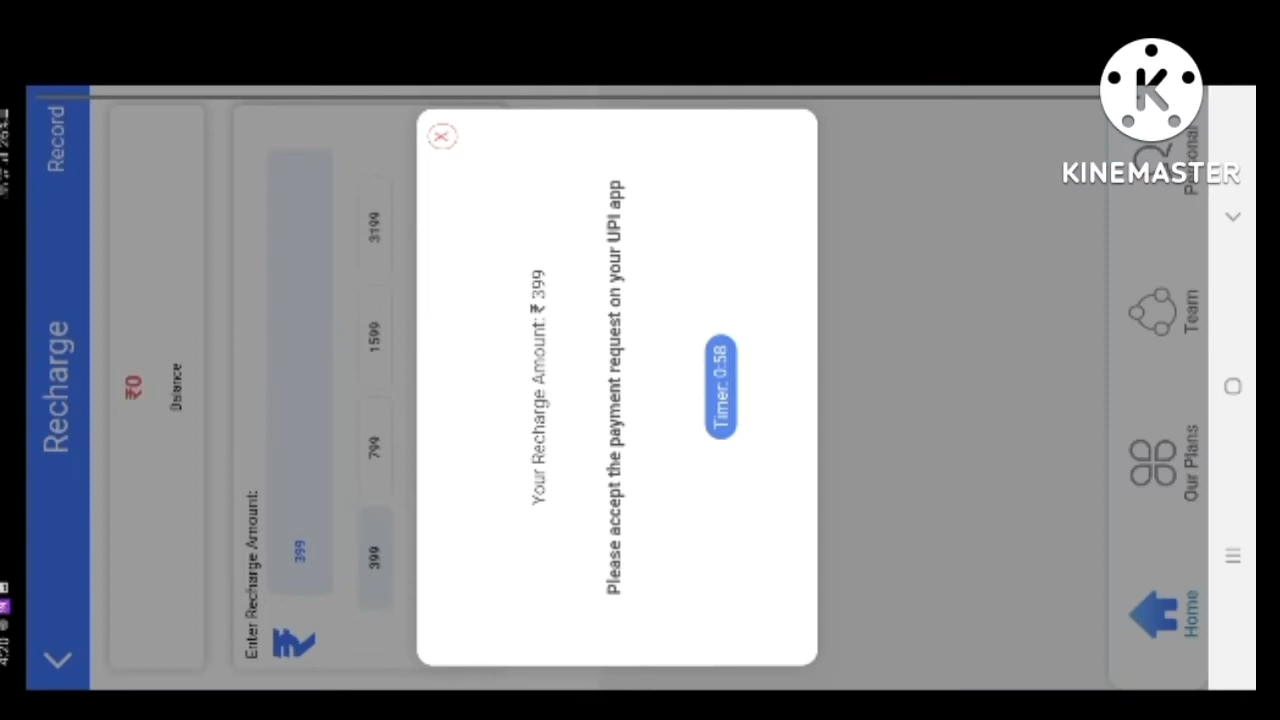 Recharge
Record
₹0
Balance
Enter Recharge Amount:
399
399
799
1599
3199
Your Recharge Amount: ₹ 399
Please accept the payment request on your UPI app
Timer: 0:58
Home
Our Plans
Team
KINEMASTER